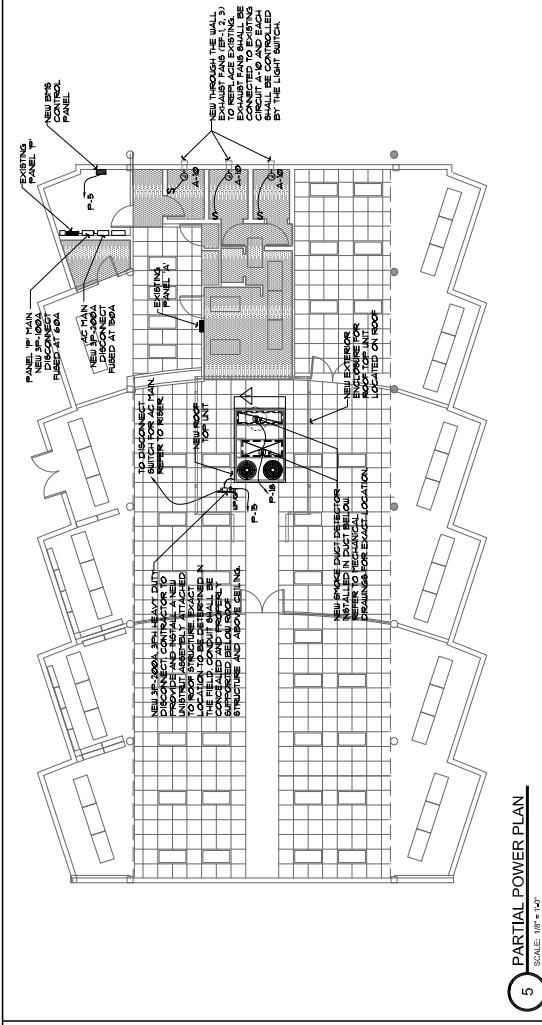 PANEL 'P' MAIN
NEW 3P-100A
DISCONNECT
FUSED AT 60A
AC MAIN
NEW 3P-200A
DISCONNECT
FUSED AT 150A
EXISTING
PANEL 'P'
NEW BMS
CONTROL
PANEL
P-5
NEW THROUGH THE WALL
EXHAUST FANS (EF-1, 2, 3)
TO REPLACE EXISTING.
EXHAUST FANS SHALL BE
CONNECTED TO EXISTING
CIRCUIT A-10 AND EACH
SHALL BE CONTROLLED
BY THE LIGHT SWITCH.
S
A-10
S
A-10
S
A-10
EXISTING
PANEL 'A'
TO DISCONNECT
SWITCH FOR AC MAIN.
REFER TO RISER.
NEW ROOF
TOP UNIT
NEW 3P-200A, 3PH HEAVY DUTY
DISCONNECT. CONTRACTOR TO
PROVIDE AND INSTALL A NEW
UNISTRUT ASSEMBLY ATTACHED
TO ROOF STRUCTURE. EXACT
LOCATION TO BE DETERMINED IN
THE FIELD. CONDUIT SHALL BE
CONCEALED AND PROPERLY
SUPPORTED BELOW ROOF
STRUCTURE AND ABOVE CEILING.
P-15
P-18
NEW EXTERIOR
ENCLOSURE FOR
ROOF TOP UNIT
LOCATED ON ROOF
NEW SMOKE DUCT DETECTOR
INSTALLED IN DUCT BELOW.
REFER TO MECHANICAL
DRAWINGS FOR EXACT LOCATION.
5
PARTIAL POWER PLAN
SCALE: 1/8" = 1'-0"